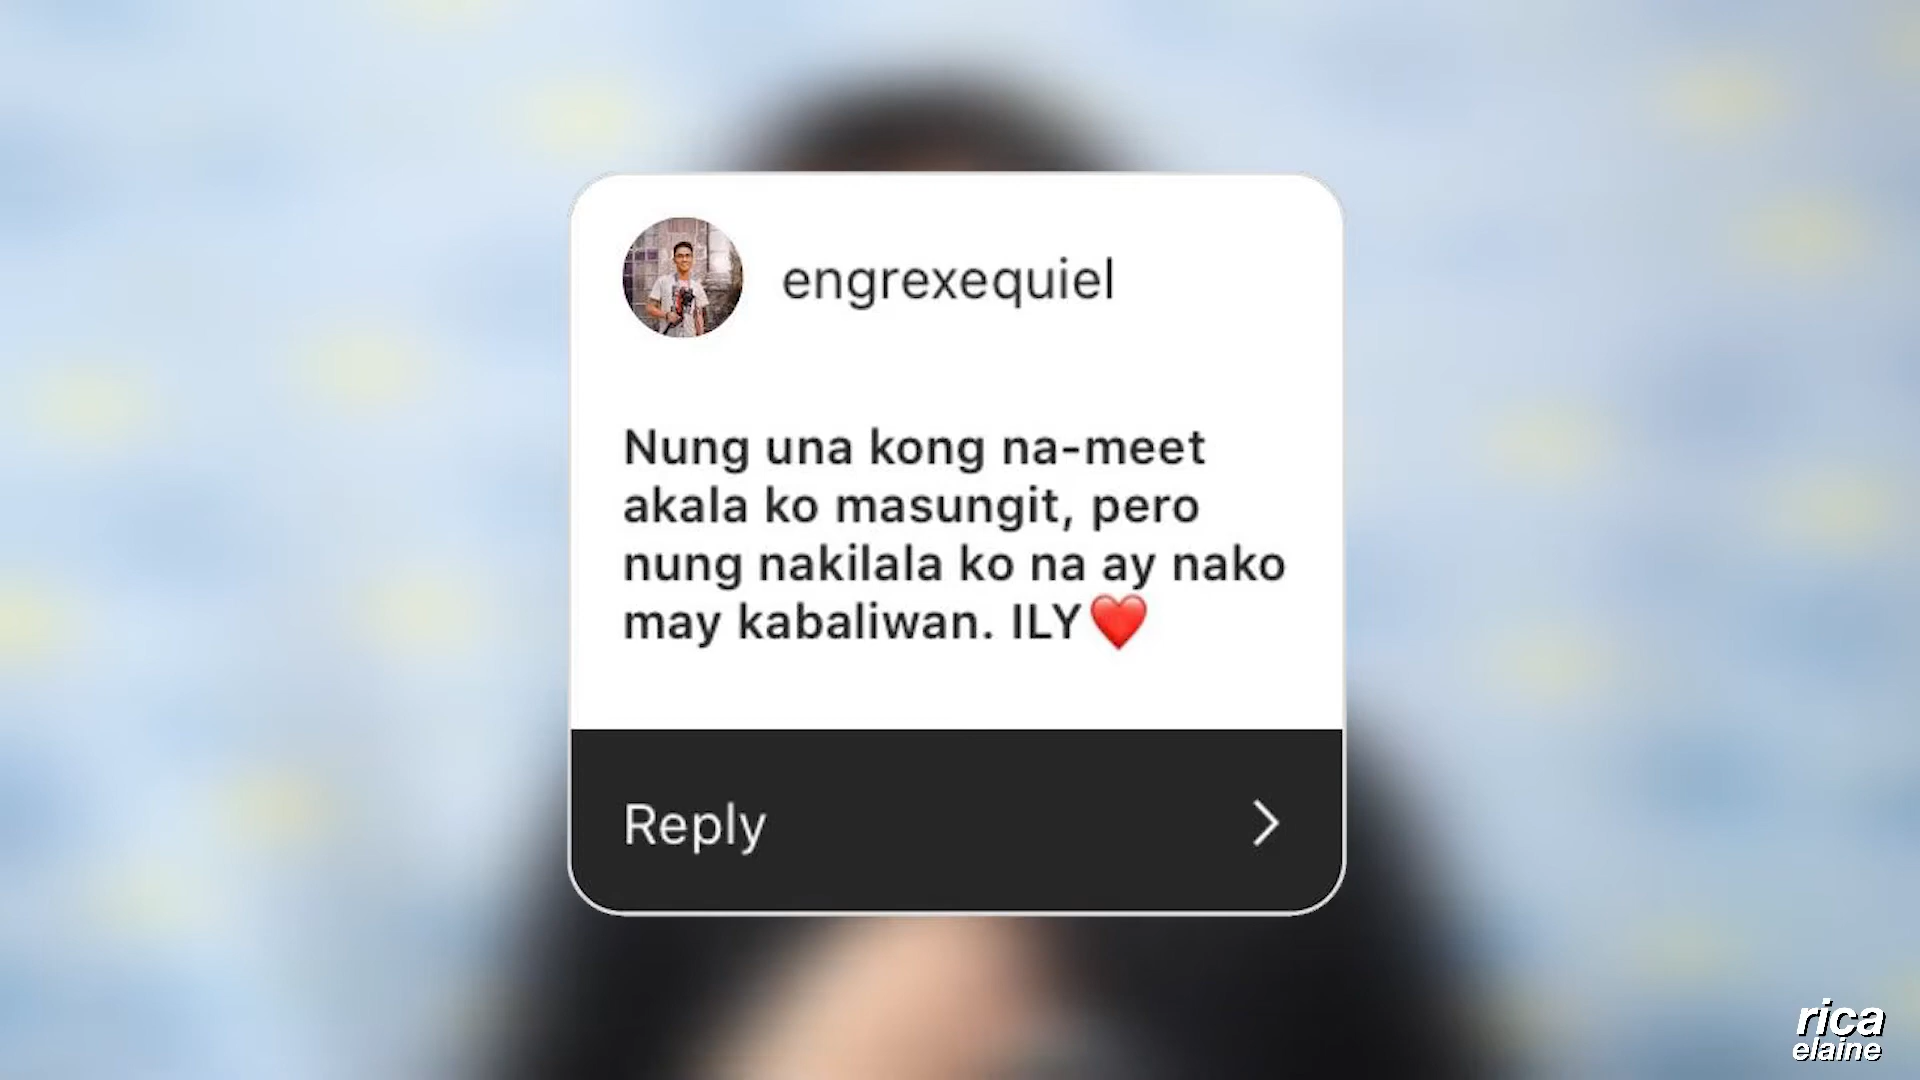 engrexequiel
Nung una kong na-meet
akala ko masungit, pero
nung nakilala ko na ay nako
may kabaliwan. ILY❤️
Reply
rica
elaine